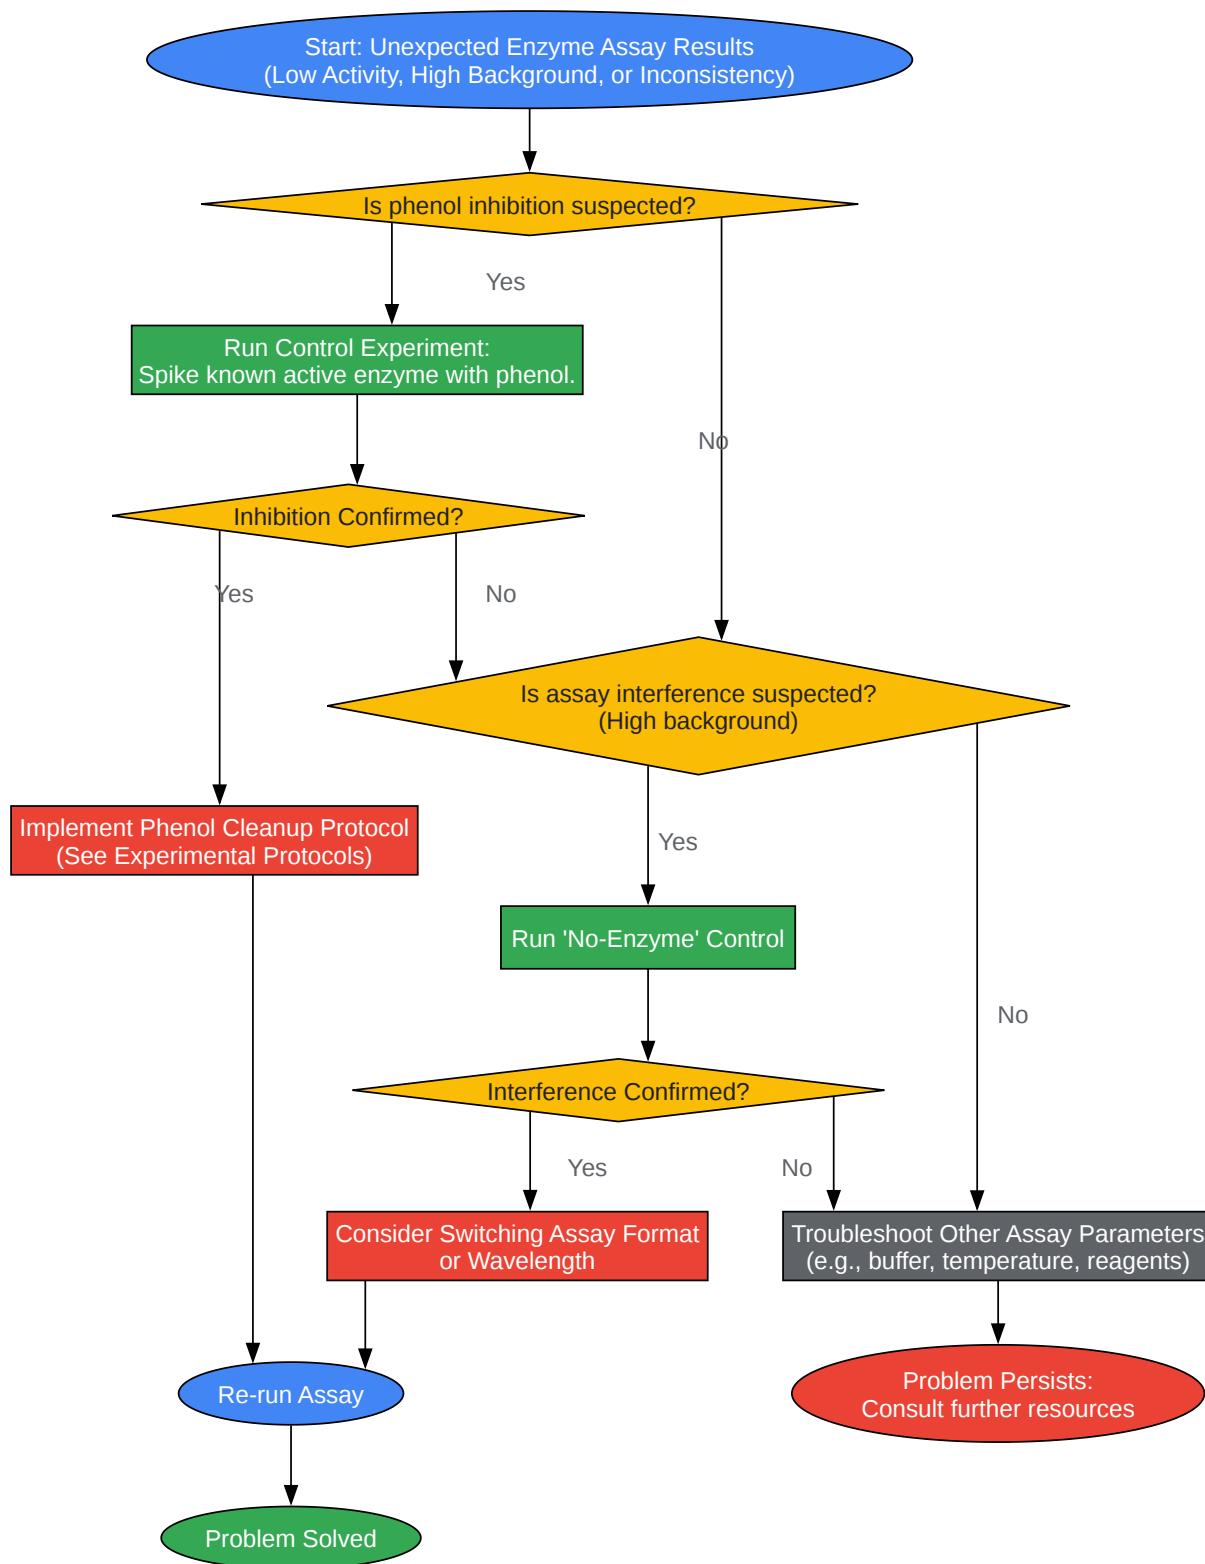 Start: Unexpected Enzyme Assay Results
(Low Activity, High Background, or Inconsistency)
Is phenol inhibition suspected?
Yes
Run Control Experiment:
Spike known active enzyme with phenol.
No
Inhibition Confirmed?
Yes
No
Is assay interference suspected?
(High background)
Implement Phenol Cleanup Protocol
(See Experimental Protocols)
Yes
Run 'No-Enzyme' Control
No
Interference Confirmed?
Yes
No
Consider Switching Assay Format
or Wavelength
Troubleshoot Other Assay Parameters
(e.g., buffer, temperature, reagents)
Re-run Assay
Problem Persists:
Consult further resources
Problem Solved